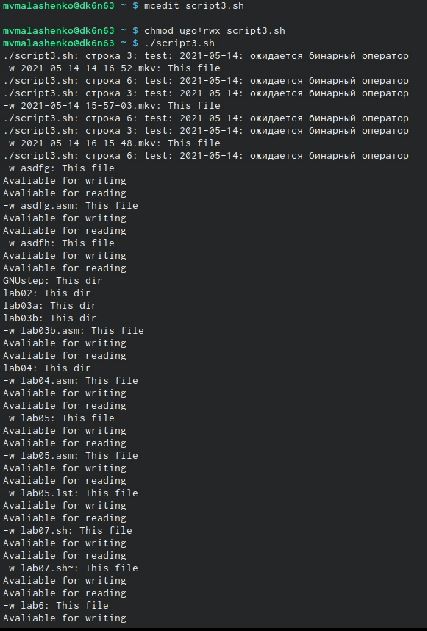 mvmalashenko@dk6n63 ~ $ mcedit script3.sh
mvmalashenko@dk6n63 ~ $ chmod ugo+rwx script3.sh
mvmalashenko@dk6n63 ~ $ ./script3.sh
./script3.sh: строка 3: test: 2021-05-14: ожидается бинарный оператор
-w 2021-05-14 14-16-52.mkv: This file
./script3.sh: строка 6: test: 2021-05-14: ожидается бинарный оператор
./script3.sh: строка 3: test: 2021-05-14: ожидается бинарный оператор
-w 2021-05-14 15-57-03.mkv: This file
./script3.sh: строка 6: test: 2021-05-14: ожидается бинарный оператор
./script3.sh: строка 3: test: 2021-05-14: ожидается бинарный оператор
-w 2021-05-14 16-15-48.mkv: This file
./script3.sh: строка 6: test: 2021-05-14: ожидается бинарный оператор
-w asdfg: This file
Avaliable for writing
Avaliable for reading
-w asdfg.asm: This file
Avaliable for writing
Avaliable for reading
-w asdfh: This file
Avaliable for writing
Avaliable for reading
GNUstep: This dir
lab02: This dir
lab03a: This dir
lab03b: This dir
-w lab03b.asm: This file
Avaliable for writing
Avaliable for reading
lab04: This dir
-w lab04.asm: This file
Avaliable for writing
Avaliable for reading
-w lab05: This file
Avaliable for writing
Avaliable for reading
-w lab05.asm: This file
Avaliable for writing
Avaliable for reading
-w lab05.lst: This file
Avaliable for writing
Avaliable for reading
-w lab07.sh: This file
Avaliable for writing
Avaliable for reading
-w lab07.sh~: This file
Avaliable for writing
Avaliable for reading
-w lab6: This file
Avaliable for writing